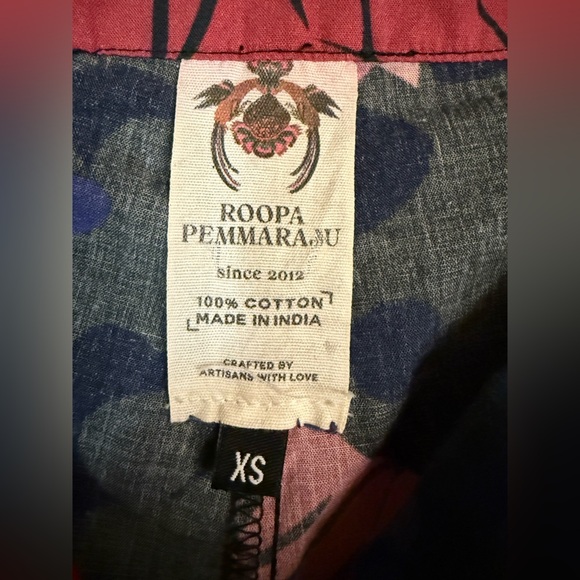 ROOPA
PEMMARAJU
since 2012
100% COTTON
MADE IN INDIA
CRAFTED BY
ARTISANS WITH LOVE
XS